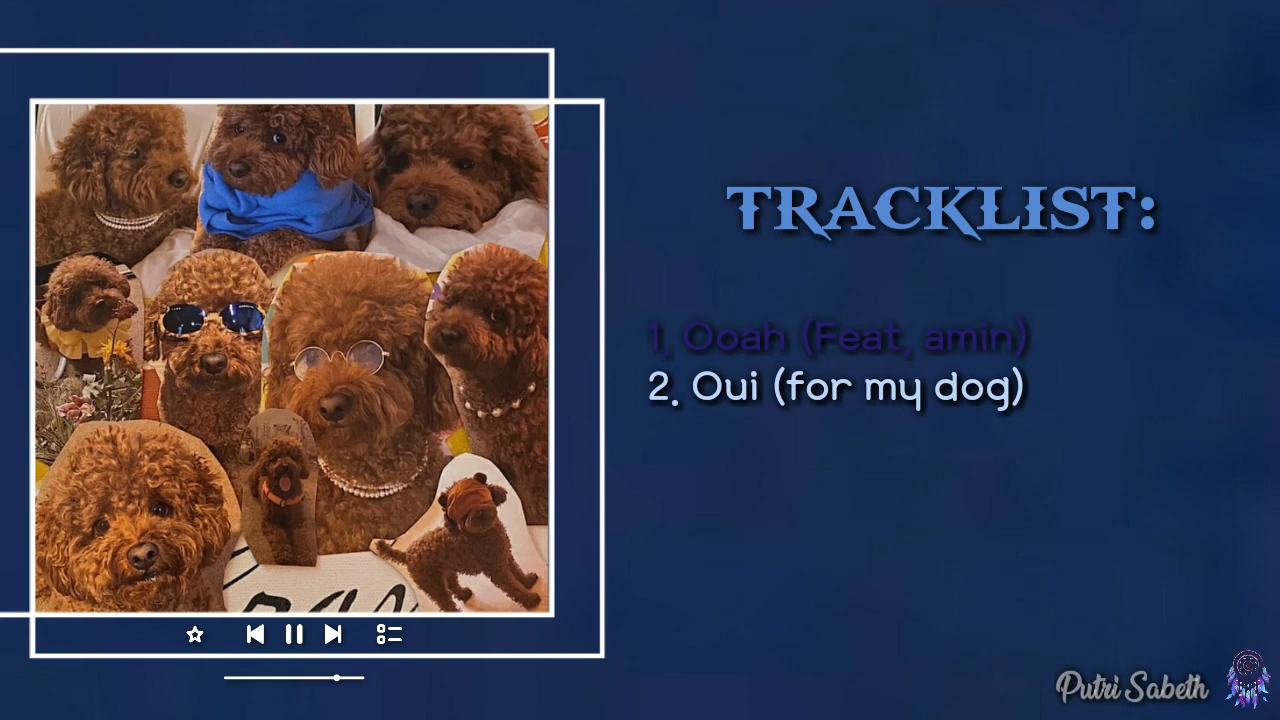 TRACKLIST:
1. Ooah (Feat. amin)
2. Oui (for my dog)
Putri Sabeth